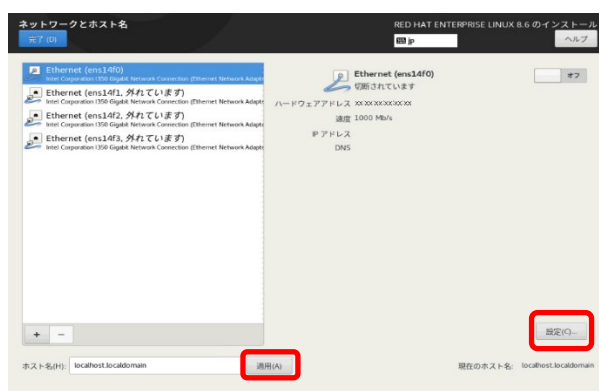 ネットワークとホスト名
RED HAT ENTERPRISE LINUX 8.6 のインストール
完了 (D)
jp
ヘルプ
Ethernet (ens14f0)
Intel Corporation I350 Gigabit Network Connection (Ethernet Network Adapte
Ethernet (ens14f1, 外れています)
Intel Corporation I350 Gigabit Network Connection (Ethernet Network Adapte
Ethernet (ens14f2, 外れています)
Intel Corporation I350 Gigabit Network Connection (Ethernet Network Adapte
Ethernet (ens14f3, 外れています)
Intel Corporation I350 Gigabit Network Connection (Ethernet Network Adapte
Ethernet (ens14f0)
切断されています
オフ
ハードウェアアドレス xx:xx:xx:xx:xx:xx
速度 1000 Mb/s
IP アドレス
DNS
+ −
設定(C)...
ホスト名(H): localhost.localdomain
適用(A)
現在のホスト名: localhost.localdomain